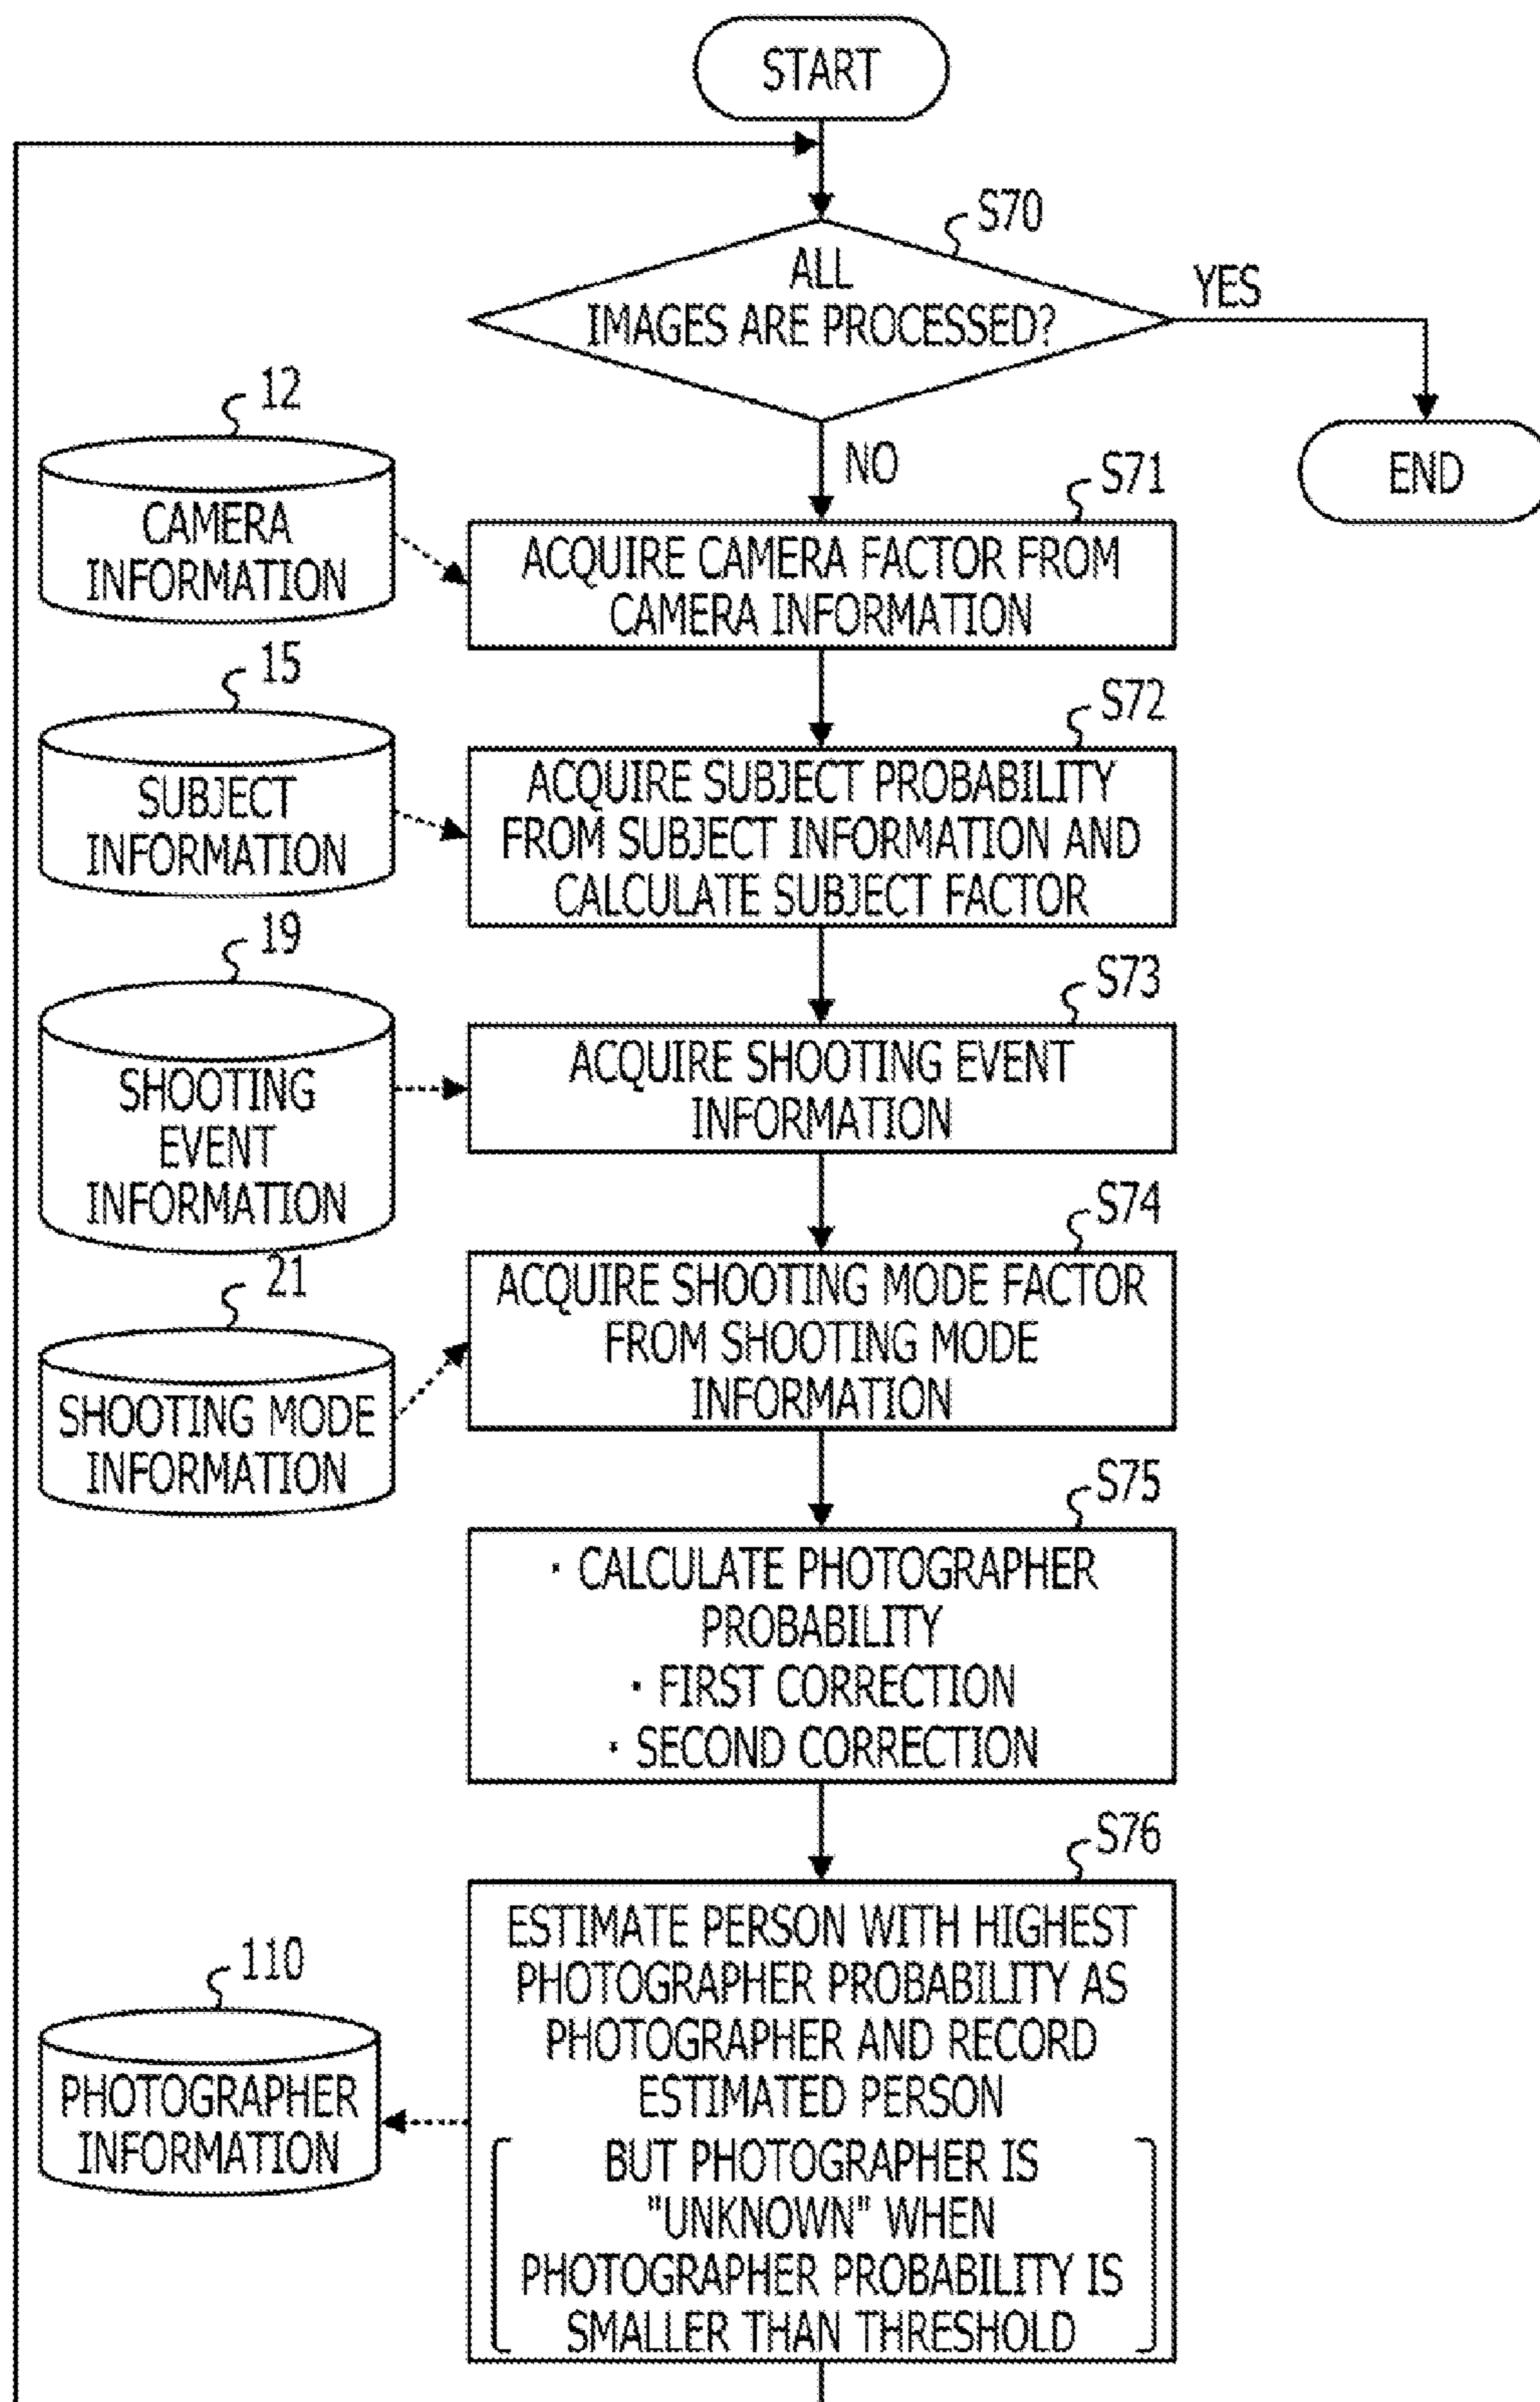 START
S70
ALL
IMAGES ARE PROCESSED?
YES
END
NO
12
CAMERA
INFORMATION
S71
ACQUIRE CAMERA FACTOR FROM
CAMERA INFORMATION
15
SUBJECT
INFORMATION
S72
ACQUIRE SUBJECT PROBABILITY
FROM SUBJECT INFORMATION AND
CALCULATE SUBJECT FACTOR
19
SHOOTING
EVENT
INFORMATION
S73
ACQUIRE SHOOTING EVENT
INFORMATION
21
SHOOTING MODE
INFORMATION
S74
ACQUIRE SHOOTING MODE FACTOR
FROM SHOOTING MODE
INFORMATION
S75
· CALCULATE PHOTOGRAPHER
PROBABILITY
· FIRST CORRECTION
· SECOND CORRECTION
S76
ESTIMATE PERSON WITH HIGHEST
PHOTOGRAPHER PROBABILITY AS
PHOTOGRAPHER AND RECORD
ESTIMATED PERSON
BUT PHOTOGRAPHER IS
"UNKNOWN" WHEN
PHOTOGRAPHER PROBABILITY IS
SMALLER THAN THRESHOLD
110
PHOTOGRAPHER
INFORMATION